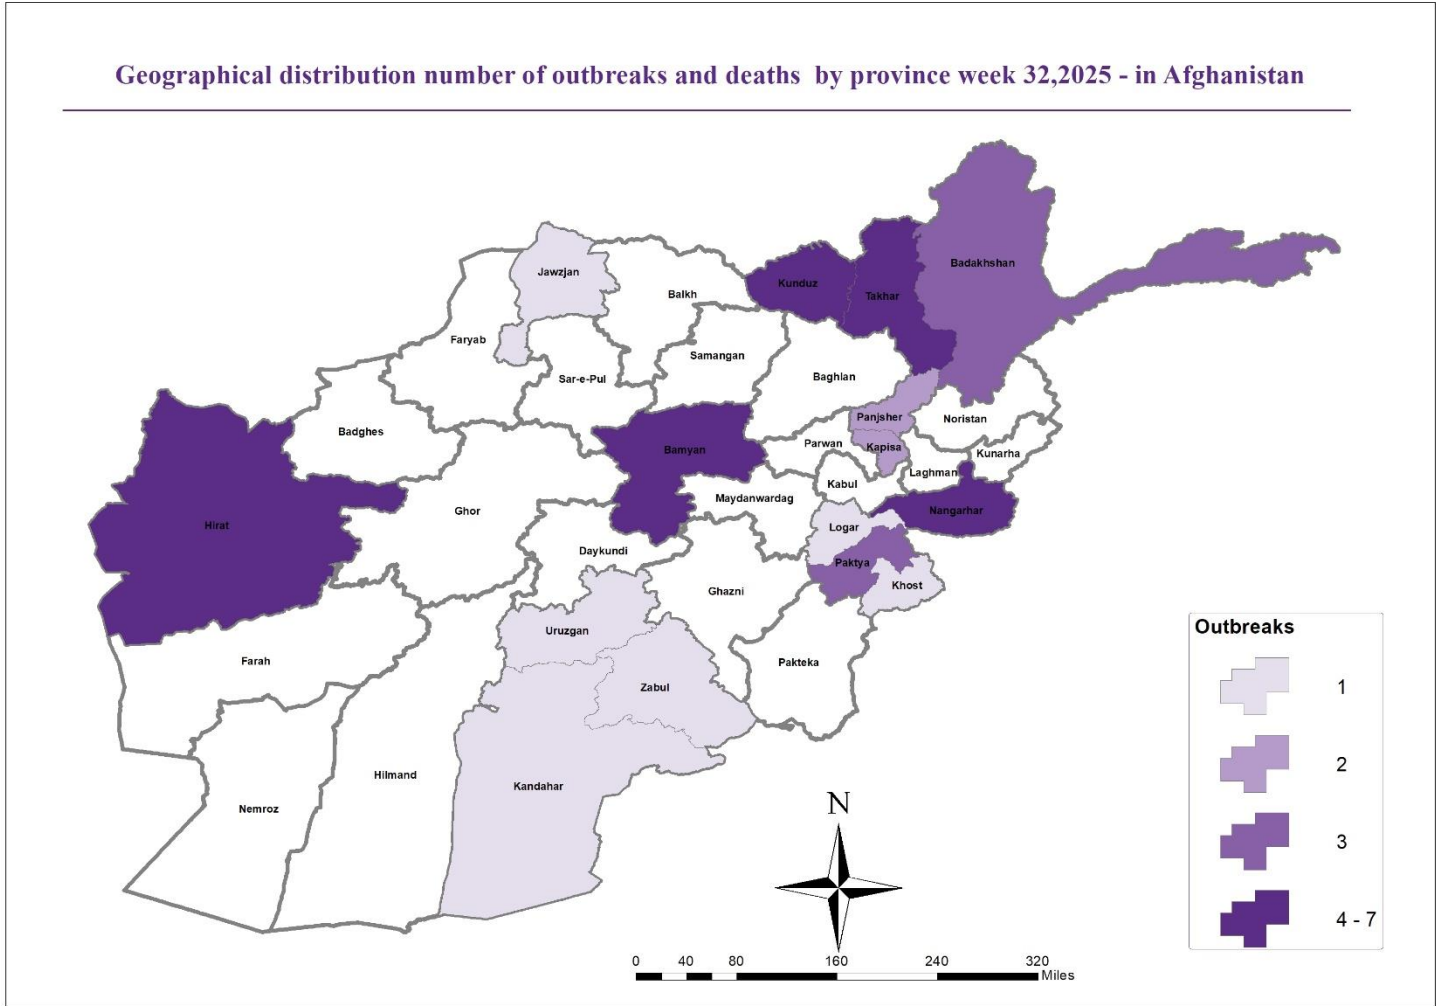 Geographical distribution number of outbreaks and deaths  by province week 32,2025 - in Afghanistan
Badakhshan
Jawzjan
Kunduz
Balkh
Takhar
Faryab
Samangan
Sar-e-Pul
Baghlan
Panjsher
Noristan
Badghes
Parwan
Kapisa
Bamyan
Kunarha
Laghman
Kabul
Maydanwardag
Ghor
Nangarhar
Hirat
Logar
Daykundi
Paktya
Khost
Ghazni
Uruzgan
Farah
Pakteka
Zabul
Hilmand
Kandahar
Nemroz
Outbreaks
1
2
3
4 - 7
N
0 40 80 160 240 320
Miles